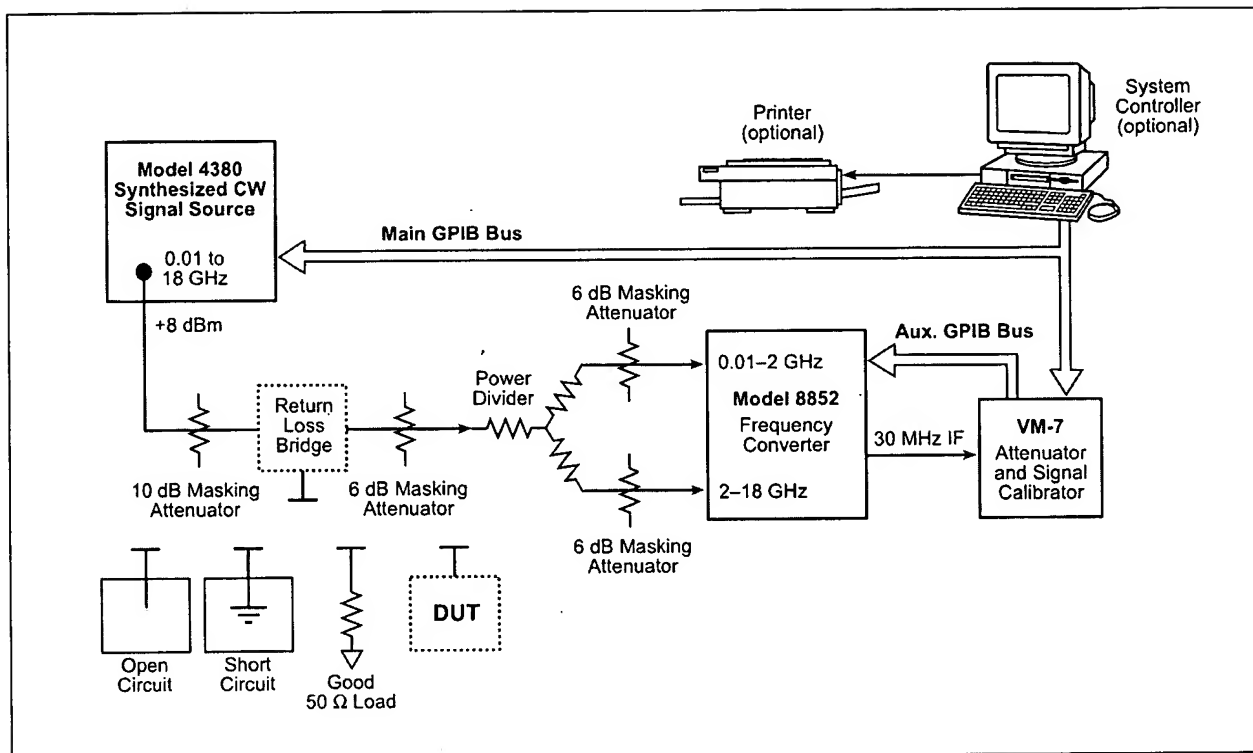 Printer
(optional)
System
Controller
(optional)
Model 4380
Synthesized CW
Signal Source
0.01 to
18 GHz
Main GPIB Bus
+8 dBm
6 dB Masking
Attenuator
Aux. GPIB Bus
Power
Divider
0.01–2 GHz
Model 8852
Frequency
Converter
2–18 GHz
30 MHz IF
VM-7
Attenuator
and Signal
Calibrator
Return
Loss
Bridge
10 dB Masking
Attenuator
6 dB Masking
Attenuator
6 dB Masking
Attenuator
DUT
Open
Circuit
Short
Circuit
Good
50 Ω Load